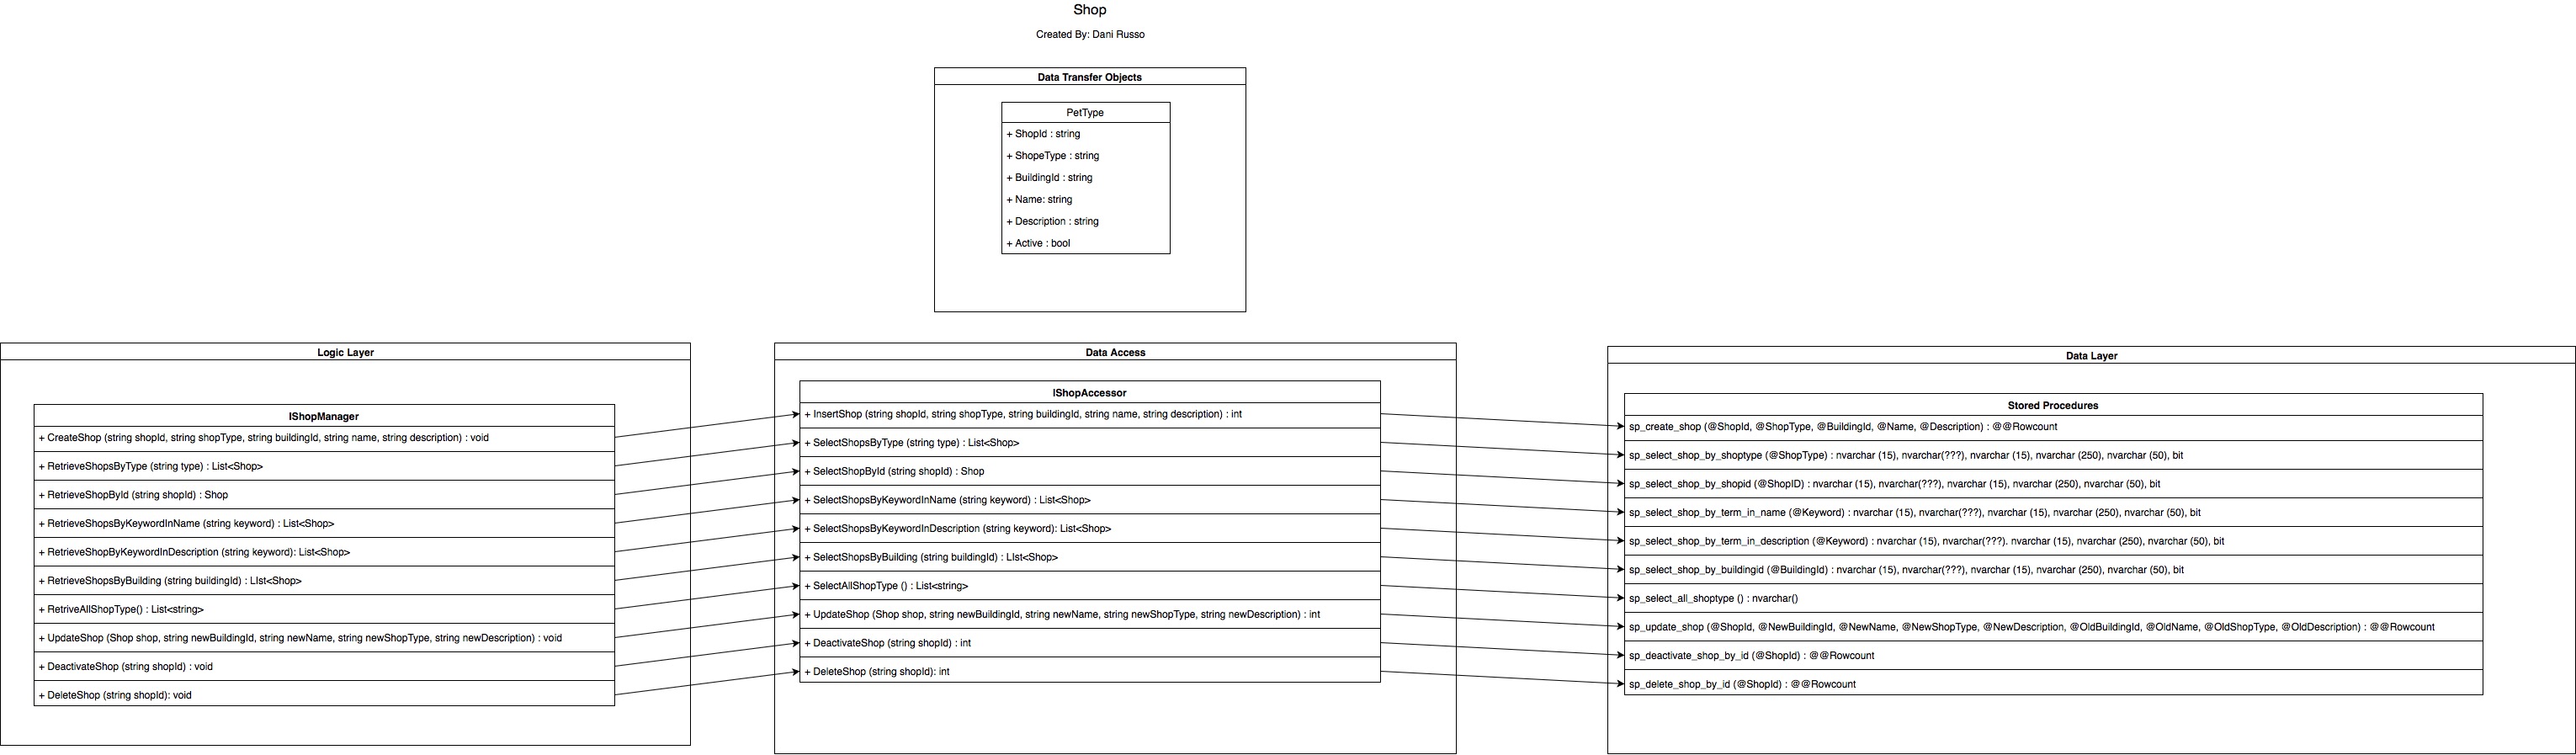 Shop
Created By: Dani Russo
Data Transfer Objects
PetType
+ ShopId : string
+ ShopeType : string
+ BuildingId : string
+ Name: string
+ Description : string
+ Active : bool
Logic Layer
IShopManager
+ CreateShop (string shopId, string shopType, string buildingId, string name, string description) : void
+ RetrieveShopsByType (string type) : List<Shop>
+ RetrieveShopById (string shopId) : Shop
+ RetrieveShopsByKeywordInName (string keyword) : List<Shop>
+ RetrieveShopByKeywordInDescription (string keyword): List<Shop>
+ RetrieveShopsByBuilding (string buildingId) : LIst<Shop>
+ RetriveAllShopType() : List<string>
+ UpdateShop (Shop shop, string newBuildingId, string newName, string newShopType, string newDescription) : void
+ DeactivateShop (string shopId) : void
+ DeleteShop (string shopId): void
Data Access
IShopAccessor
+ InsertShop (string shopId, string shopType, string buildingId, string name, string description) : int
+ SelectShopsByType (string type) : List<Shop>
+ SelectShopById (string shopId) : Shop
+ SelectShopsByKeywordInName (string keyword) : List<Shop>
+ SelectShopsByKeywordInDescription (string keyword): List<Shop>
+ SelectShopsByBuilding (string buildingId) : LIst<Shop>
+ SelectAllShopType () : List<string>
+ UpdateShop (Shop shop, string newBuildingId, string newName, string newShopType, string newDescription) : int
+ DeactivateShop (string shopId) : int
+ DeleteShop (string shopId): int
Data Layer
Stored Procedures
sp_create_shop (@ShopId, @ShopType, @BuildingId, @Name, @Description) : @@Rowcount
sp_select_shop_by_shoptype (@ShopType) : nvarchar (15), nvarchar(???), nvarchar (15), nvarchar (250), nvarchar (50), bit
sp_select_shop_by_shopid (@ShopID) : nvarchar (15), nvarchar(???), nvarchar (15), nvarchar (250), nvarchar (50), bit
sp_select_shop_by_term_in_name (@Keyword) : nvarchar (15), nvarchar(???), nvarchar (15), nvarchar (250), nvarchar (50), bit
sp_select_shop_by_term_in_description (@Keyword) : nvarchar (15), nvarchar(???). nvarchar (15), nvarchar (250), nvarchar (50), bit
sp_select_shop_by_buildingid (@BuildingId) : nvarchar (15), nvarchar(???), nvarchar (15), nvarchar (250), nvarchar (50), bit
sp_select_all_shoptype () : nvarchar()
sp_update_shop (@ShopId, @NewBuildingId, @NewName, @NewShopType, @NewDescription, @OldBuildingId, @OldName, @OldShopType, @OldDescription) : @@Rowcount
sp_deactivate_shop_by_id (@ShopId) : @@Rowcount
sp_delete_shop_by_id (@ShopId) : @@Rowcount